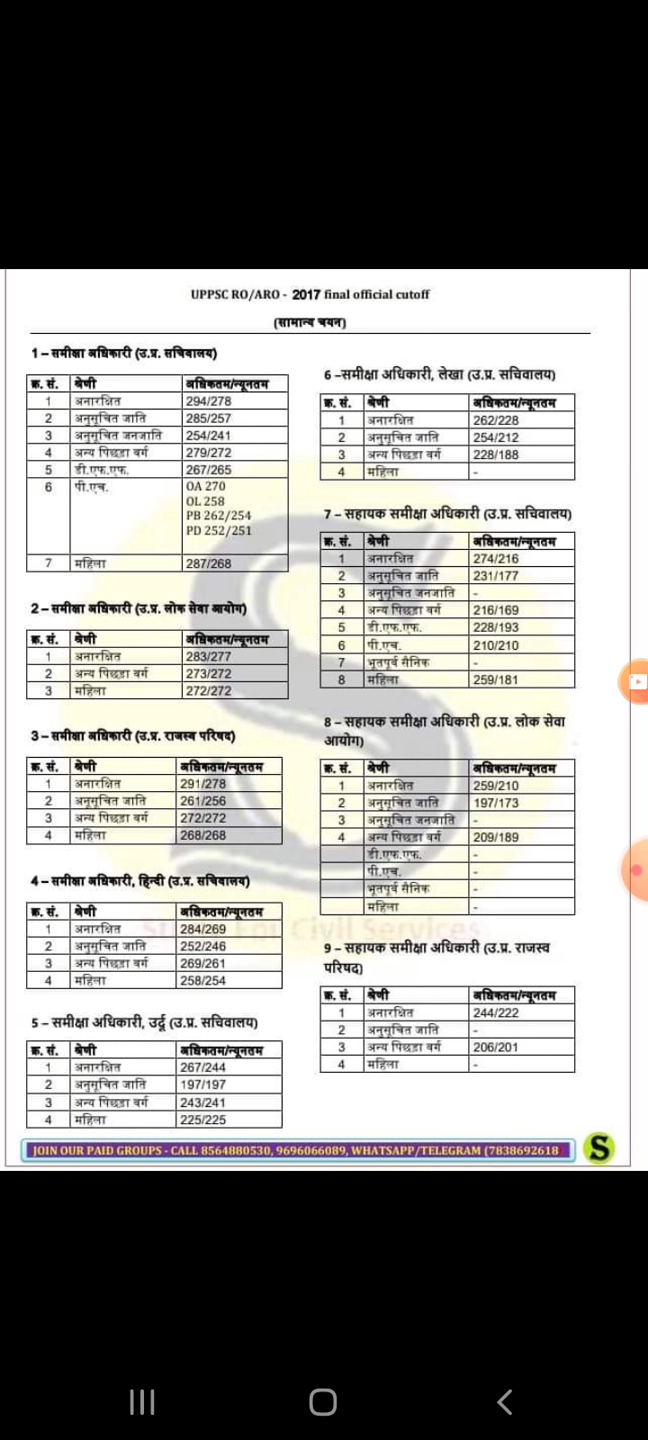 UPPSC RO/ARO - 2017 final official cutoff
(सामान्य चयन)
1 – समीक्षा अधिकारी (उ.प्र. सचिवालय)
क्र. सं. श्रेणी अधिकतम/न्यूनतम
1 अनारक्षित 294/278
2 अनुसूचित जाति 285/257
3 अनुसूचित जनजाति 254/241
4 अन्य पिछड़ा वर्ग 279/272
5 डी.एफ.एफ. 267/265
6 पी.एच. OA 270
OL 258
PB 262/254
PD 252/251
7 महिला 287/268
2 – समीक्षा अधिकारी (उ.प्र. लोक सेवा आयोग)
क्र. सं. श्रेणी अधिकतम/न्यूनतम
1 अनारक्षित 283/277
2 अन्य पिछड़ा वर्ग 273/272
3 महिला 272/272
3 – समीक्षा अधिकारी (उ.प्र. राजस्व परिषद)
क्र. सं. श्रेणी अधिकतम/न्यूनतम
1 अनारक्षित 291/278
2 अनुसूचित जाति 261/256
3 अन्य पिछड़ा वर्ग 272/272
4 महिला 268/268
4 – समीक्षा अधिकारी, हिन्दी (उ.प्र. सचिवालय)
क्र. सं. श्रेणी अधिकतम/न्यूनतम
1 अनारक्षित 284/269
2 अनुसूचित जाति 252/246
3 अन्य पिछड़ा वर्ग 269/261
4 महिला 258/254
5 – समीक्षा अधिकारी, उर्दू (उ.प्र. सचिवालय)
क्र. सं. श्रेणी अधिकतम/न्यूनतम
1 अनारक्षित 267/244
2 अनुसूचित जाति 197/197
3 अन्य पिछड़ा वर्ग 243/241
4 महिला 225/225
6 –समीक्षा अधिकारी, लेखा (उ.प्र. सचिवालय)
क्र. सं. श्रेणी अधिकतम/न्यूनतम
1 अनारक्षित 262/228
2 अनुसूचित जाति 254/212
3 अन्य पिछड़ा वर्ग 228/188
4 महिला -
7 – सहायक समीक्षा अधिकारी (उ.प्र. सचिवालय)
क्र. सं. श्रेणी अधिकतम/न्यूनतम
1 अनारक्षित 274/216
2 अनुसूचित जाति 231/177
3 अनुसूचित जनजाति -
4 अन्य पिछड़ा वर्ग 216/169
5 डी.एफ.एफ. 228/193
6 पी.एच. 210/210
7 भूतपूर्व सैनिक -
8 महिला 259/181
8 – सहायक समीक्षा अधिकारी (उ.प्र. लोक सेवा
आयोग)
क्र. सं. श्रेणी अधिकतम/न्यूनतम
1 अनारक्षित 259/210
2 अनुसूचित जाति 197/173
3 अनुसूचित जनजाति -
4 अन्य पिछड़ा वर्ग 209/189
डी.एफ.एफ. -
पी.एच. -
भूतपूर्व सैनिक -
महिला -
9 – सहायक समीक्षा अधिकारी (उ.प्र. राजस्व
परिषद)
क्र. सं. श्रेणी अधिकतम/न्यूनतम
1 अनारक्षित 244/222
2 अनुसूचित जाति -
3 अन्य पिछड़ा वर्ग 206/201
4 महिला -
For Civil Services
JOIN OUR PAID GROUPS - CALL 8564880530, 9696066089, WHATSAPP/TELEGRAM (7838692618
S